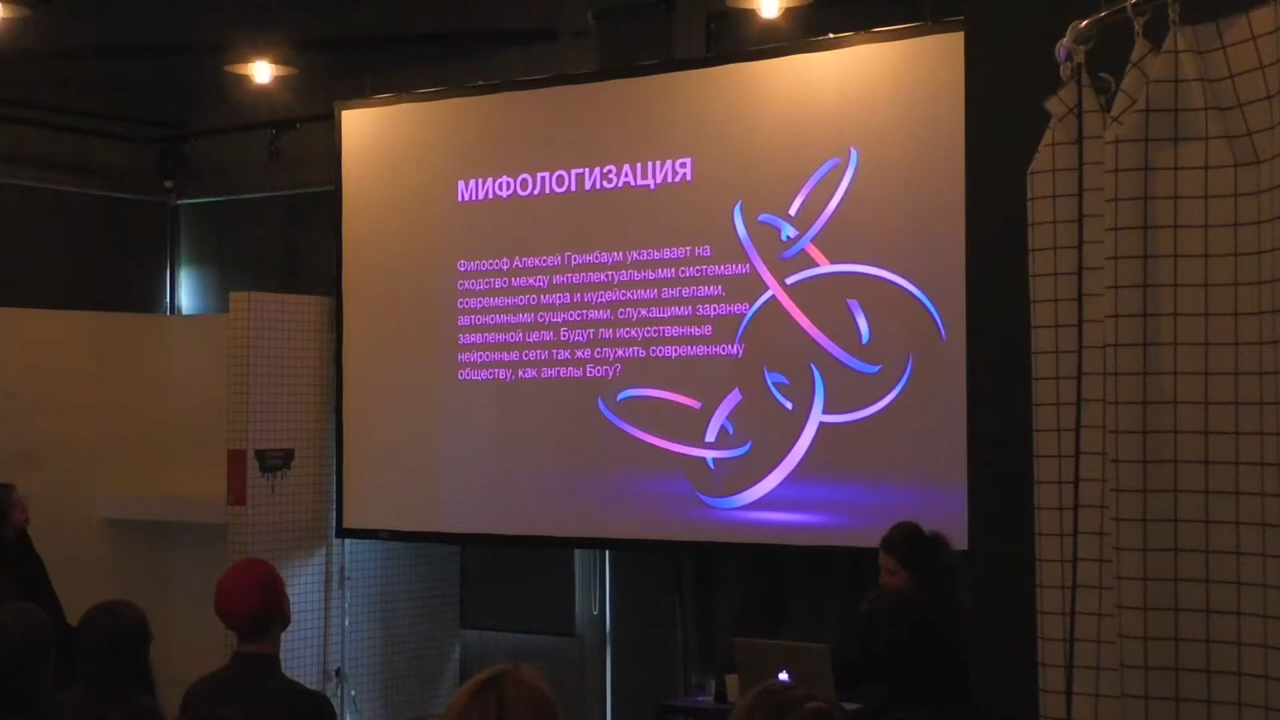 МИФОЛОГИЗАЦИЯ
Философ Алексей Гринбаум указывает на
сходство между интеллектуальными системами
современного мира и иудейскими ангелами,
автономными сущностями, служащими заранее
заявленной цели. Будут ли искусственные
нейронные сети так же служить современному
обществу, как ангелы Богу?